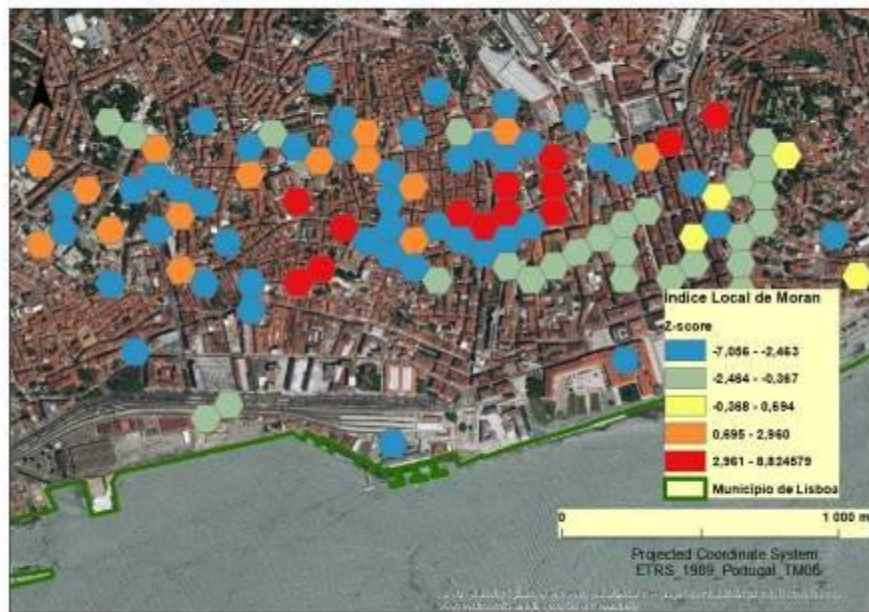 Indice Local de Moran
Z-score
-7,056 - -2,463
-2,464 - -0,367
-0,368 - 0,694
0,695 - 2,960
2,961 - 8,824579
Município de Lisboa
0 1 000 m
Projected Coordinate System:
ETRS_1989_Portugal_TM06